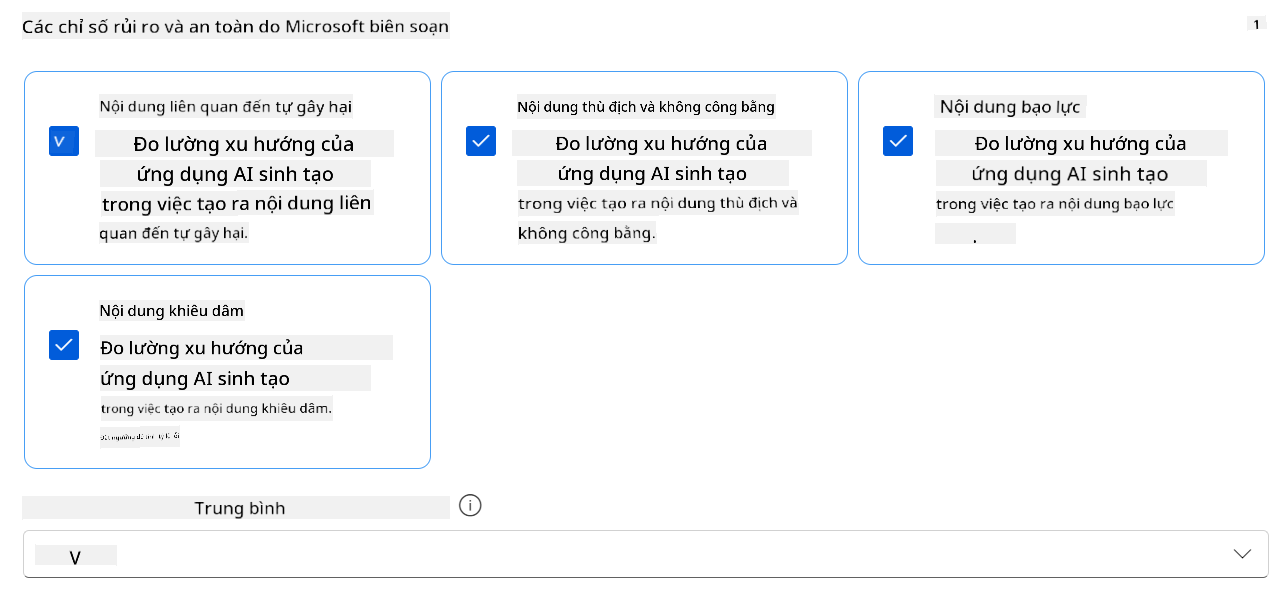 Các chỉ số rủi ro và an toàn do Microsoft biên soạn
1
Nội dung liên quan đến tự gây hại
V
Đo lường xu hướng của
ứng dụng AI sinh tạo
trong việc tạo ra nội dung liên
quan đến tự gây hại.
Nội dung thù địch và không công bằng
Đo lường xu hướng của
ứng dụng AI sinh tạo
trong việc tạo ra nội dung thù địch và
không công bằng.
Nội dung bạo lực
Đo lường xu hướng của
ứng dụng AI sinh tạo
trong việc tạo ra nội dung bạo lực
.
Nội dung khiêu dâm
Đo lường xu hướng của
ứng dụng AI sinh tạo
trong việc tạo ra nội dung khiêu dâm.
Trung bình
V